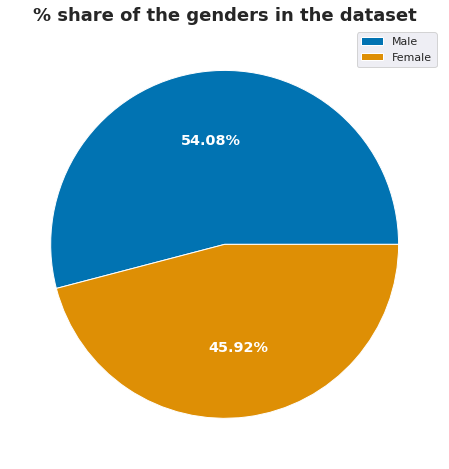 % share of the genders in the dataset
Male
Female
54.08%
45.92%